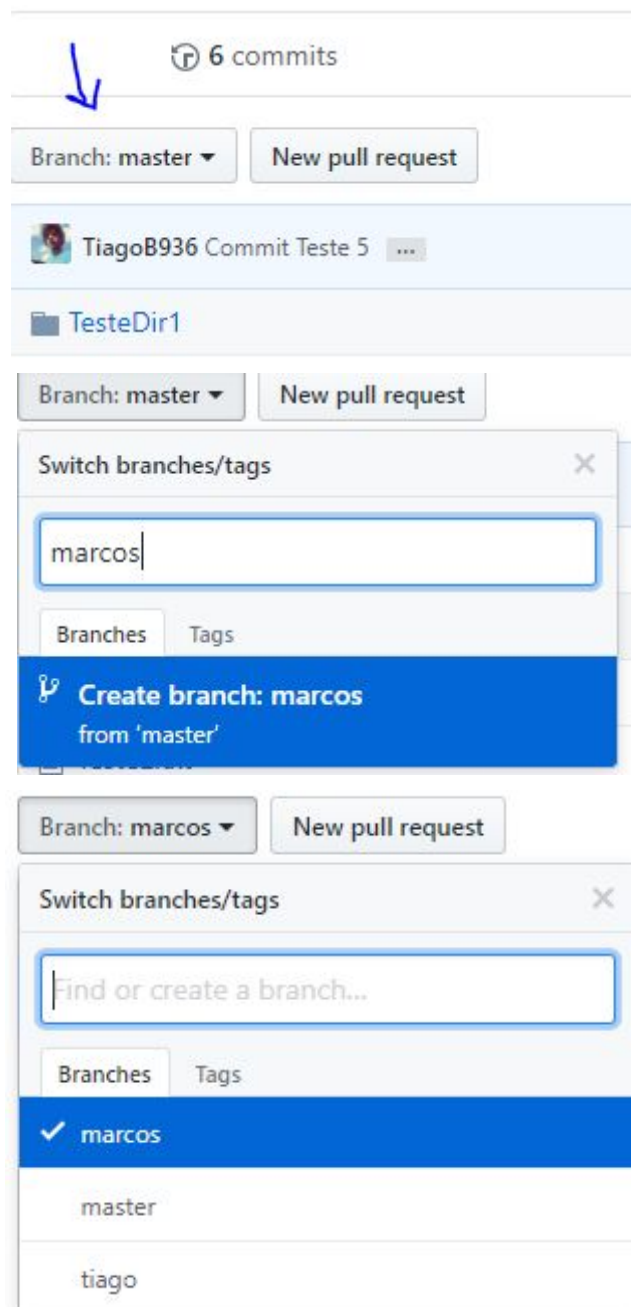 6 commits
Branch: master New pull request
TiagoB936 Commit Teste 5 ...
TesteDir1
Branch: master New pull request
Switch branches/tags
marcos
Branches Tags
Create branch: marcos
from 'master'
Branch: marcos New pull request
Switch branches/tags
Find or create a branch...
Branches Tags
marcos
master
tiago